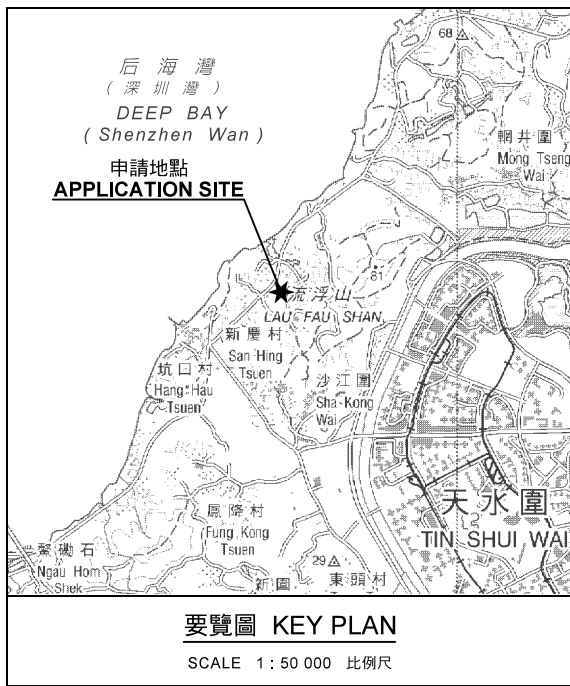 68
后海灣
(深圳灣)
DEEP BAY
(Shenzhen Wan)
輞井圍
Mong Tseng
Wai
申請地點
APPLICATION SITE
81
流浮山
LAU FAU SHAN
新慶村
San Hing
Tsuen
坑口村
Hang Hau
Tsuen
沙江圍
Sha Kong
Wai
天水圍
TIN SHUI WAI
鳳降村
Fung Kong
Tsuen
鰲磡石
Ngau Hom
Shek
29
新圍
東頭村
要覽圖 KEY PLAN
SCALE 1 : 50 000 比例尺